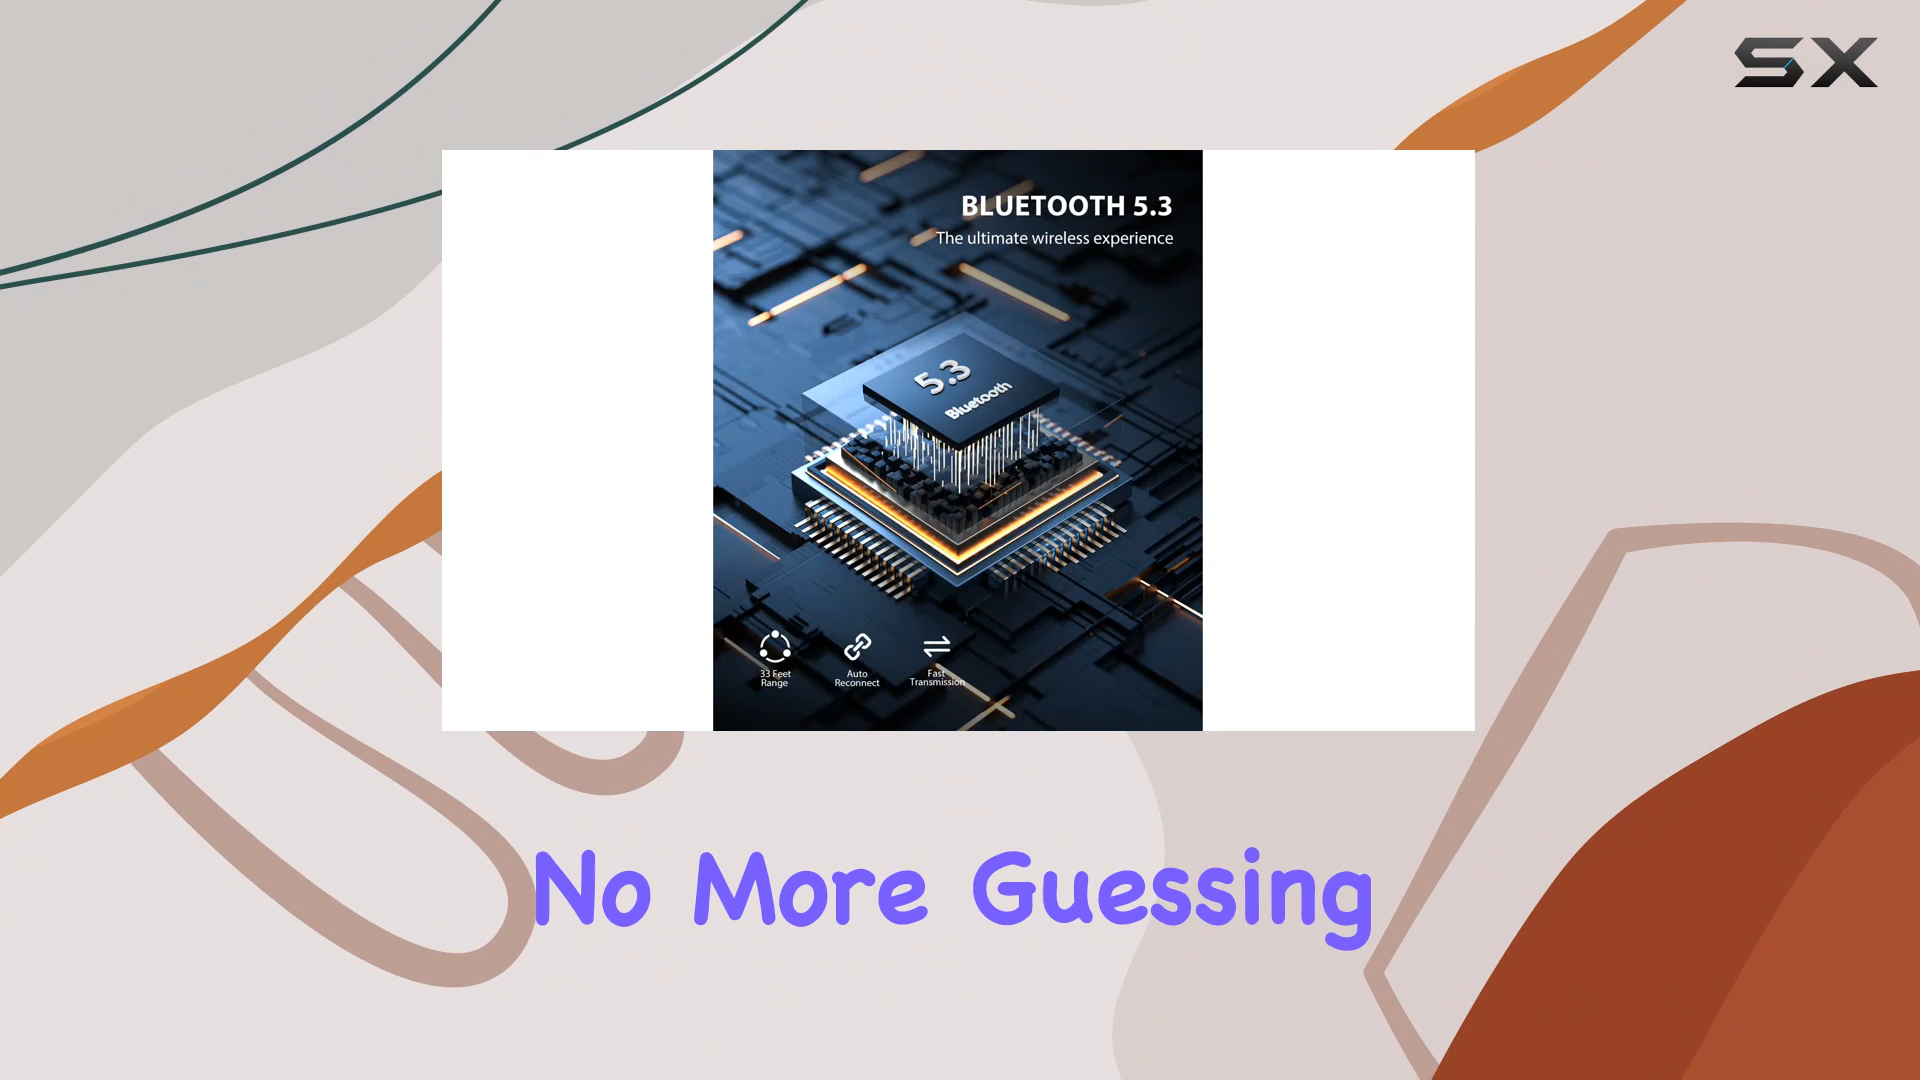 SX
BLUETOOTH 5.3
The ultimate wireless experience
5.3
Bluetooth
33 Feet
Range
Auto
Reconnect
Fast
Transmission
No More Guessing